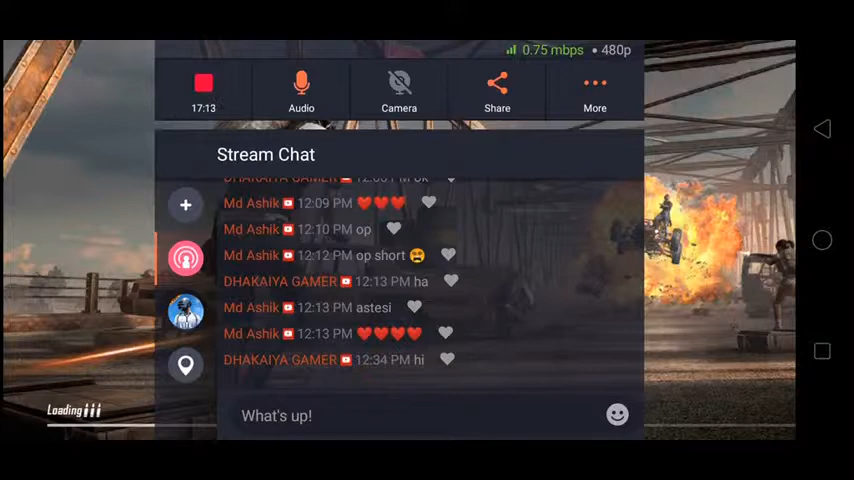 0.75 mbps • 480p
17:13
Audio
Camera
Share
More
Stream Chat
DHAKAIYA GAMER
Md Ashik 12:09 PM ❤️❤️❤️
Md Ashik 12:10 PM op
Md Ashik 12:12 PM op short 😵
DHAKAIYA GAMER 12:13 PM ha
Md Ashik 12:13 PM astesi
Md Ashik 12:13 PM ❤️❤️❤️❤️
DHAKAIYA GAMER 12:34 PM hi
What's up!
Loading